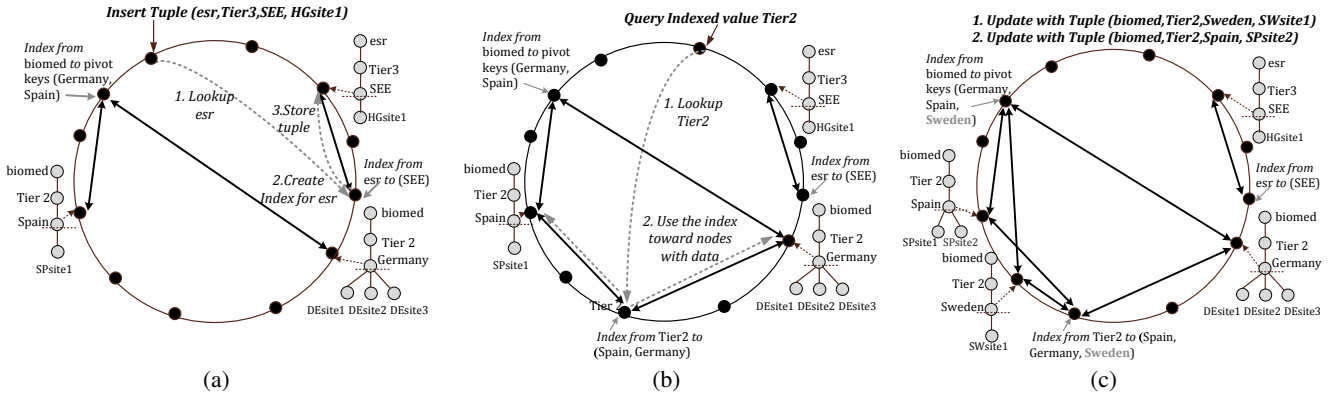 Insert Tuple (esr,Tier3,SEE, HGsite1)
Index from
biomed to pivot
keys (Germany,
Spain)
1. Lookup
esr
3.Store
tuple
2.Create
Index for esr
esr
Tier3
SEE
HGsite1
Index from
esr to (SEE)
biomed
Tier 2
Spain
SPsite1
biomed
Tier 2
Germany
DEsite1 DEsite2 DEsite3
(a)
Query Indexed value Tier2
Index from
biomed to pivot
keys (Germany,
Spain)
1. Lookup
Tier2
esr
Tier3
SEE
HGsite1
Index from
esr to (SEE)
biomed
Tier 2
Spain
SPsite1
2. Use the index
toward nodes
with data
biomed
Tier 2
Germany
DEsite1 DEsite2 DEsite3
Tier 2
Index from Tier2 to
(Spain, Germany)
(b)
1. Update with Tuple (biomed,Tier2,Sweden, SWsite1)
2. Update with Tuple (biomed,Tier2,Spain, SPsite2)
Index from
biomed to pivot
keys (Germany,
Spain,
Sweden)
esr
Tier3
SEE
HGsite1
Index from
esr to (SEE)
biomed
Tier 2
Spain
SPsite1 SPsite2
biomed
Tier 2
Sweden
SWsite1
biomed
Tier 2
Germany
DEsite1 DEsite2 DEsite3
Index from Tier2 to (Spain,
Germany, Sweden)
(c)